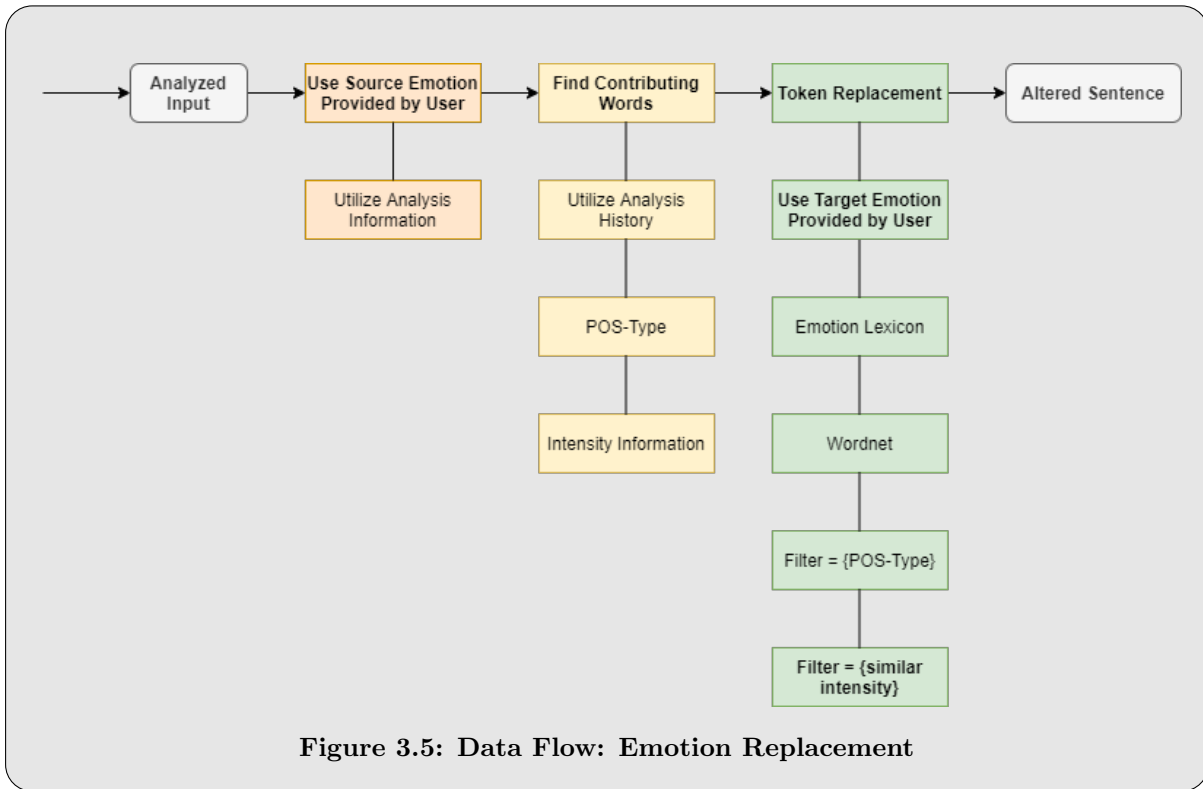 Analyzed
Input
Use Source Emotion
Provided by User
Find Contributing
Words
Token Replacement
Altered Sentence
Utilize Analysis
Information
Utilize Analysis
History
Use Target Emotion
Provided by User
POS-Type
Emotion Lexicon
Intensity Information
Wordnet
Filter = {POS-Type}
Filter = {similar
intensity}
Figure 3.5: Data Flow: Emotion Replacement